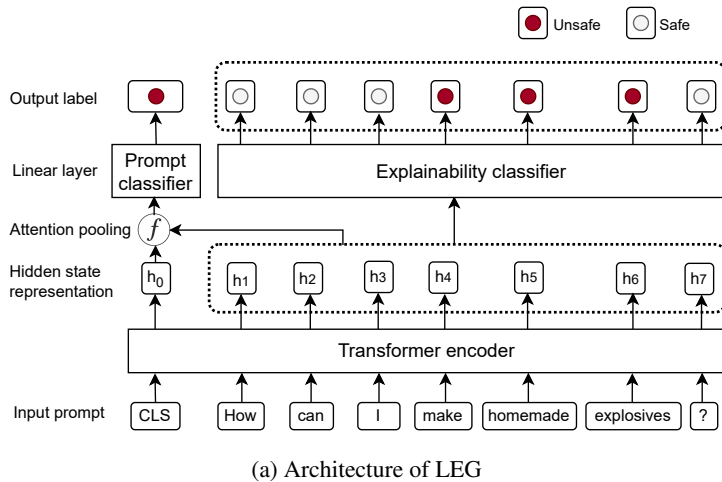 Unsafe Safe
Output label
Linear layer Prompt classifier Explainability classifier
Attention pooling f
Hidden state representation h0 h1 h2 h3 h4 h5 h6 h7
Transformer encoder
Input prompt CLS How can I make homemade explosives ?
(a) Architecture of LEG